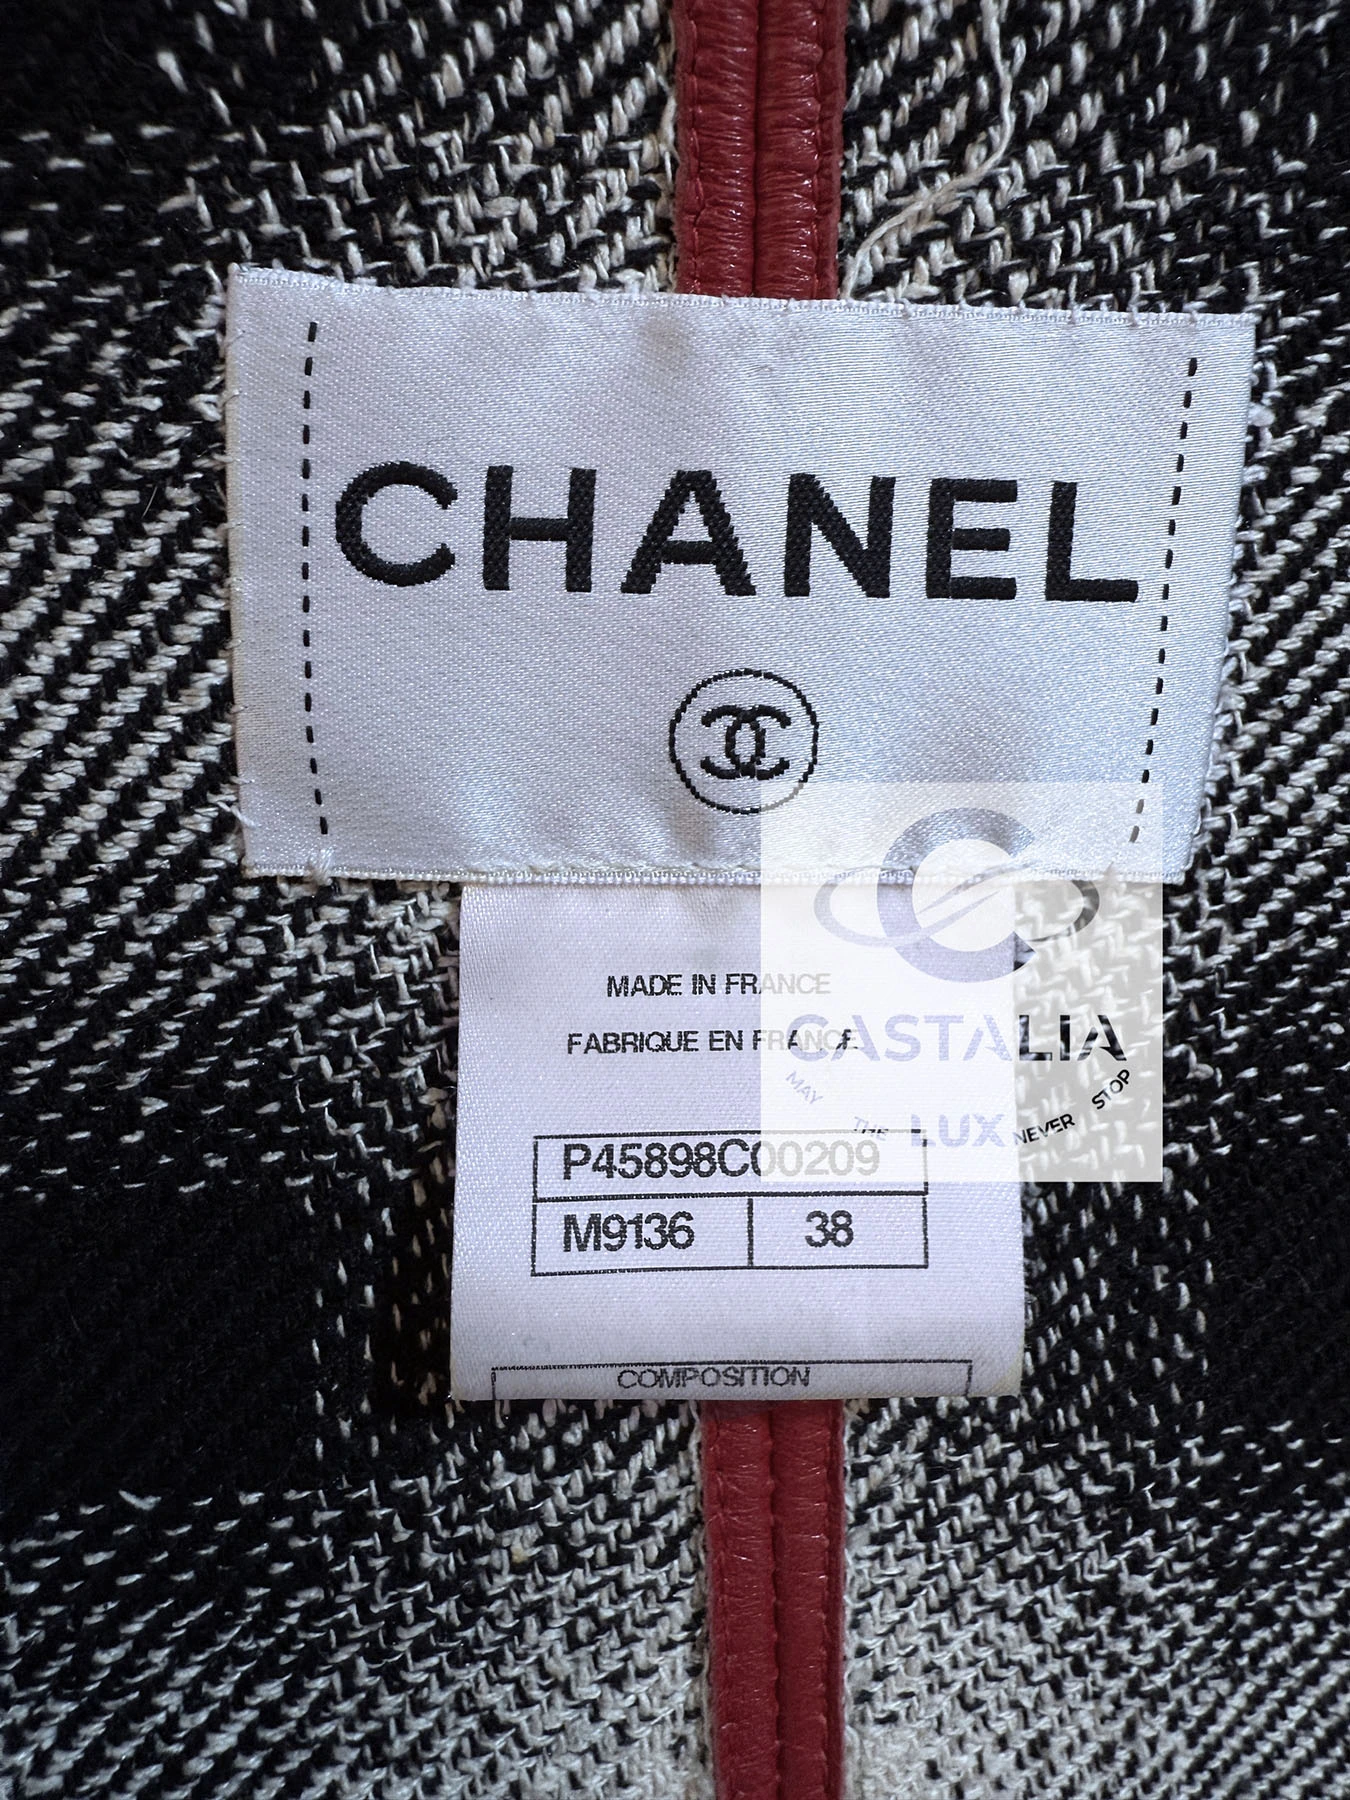 CHANEL
MADE IN FRANCE
FABRIQUE EN FRANCE
CASTALIA
MAY THE LUX NEVER STOP
P45898C00209
M9136 38
COMPOSITION